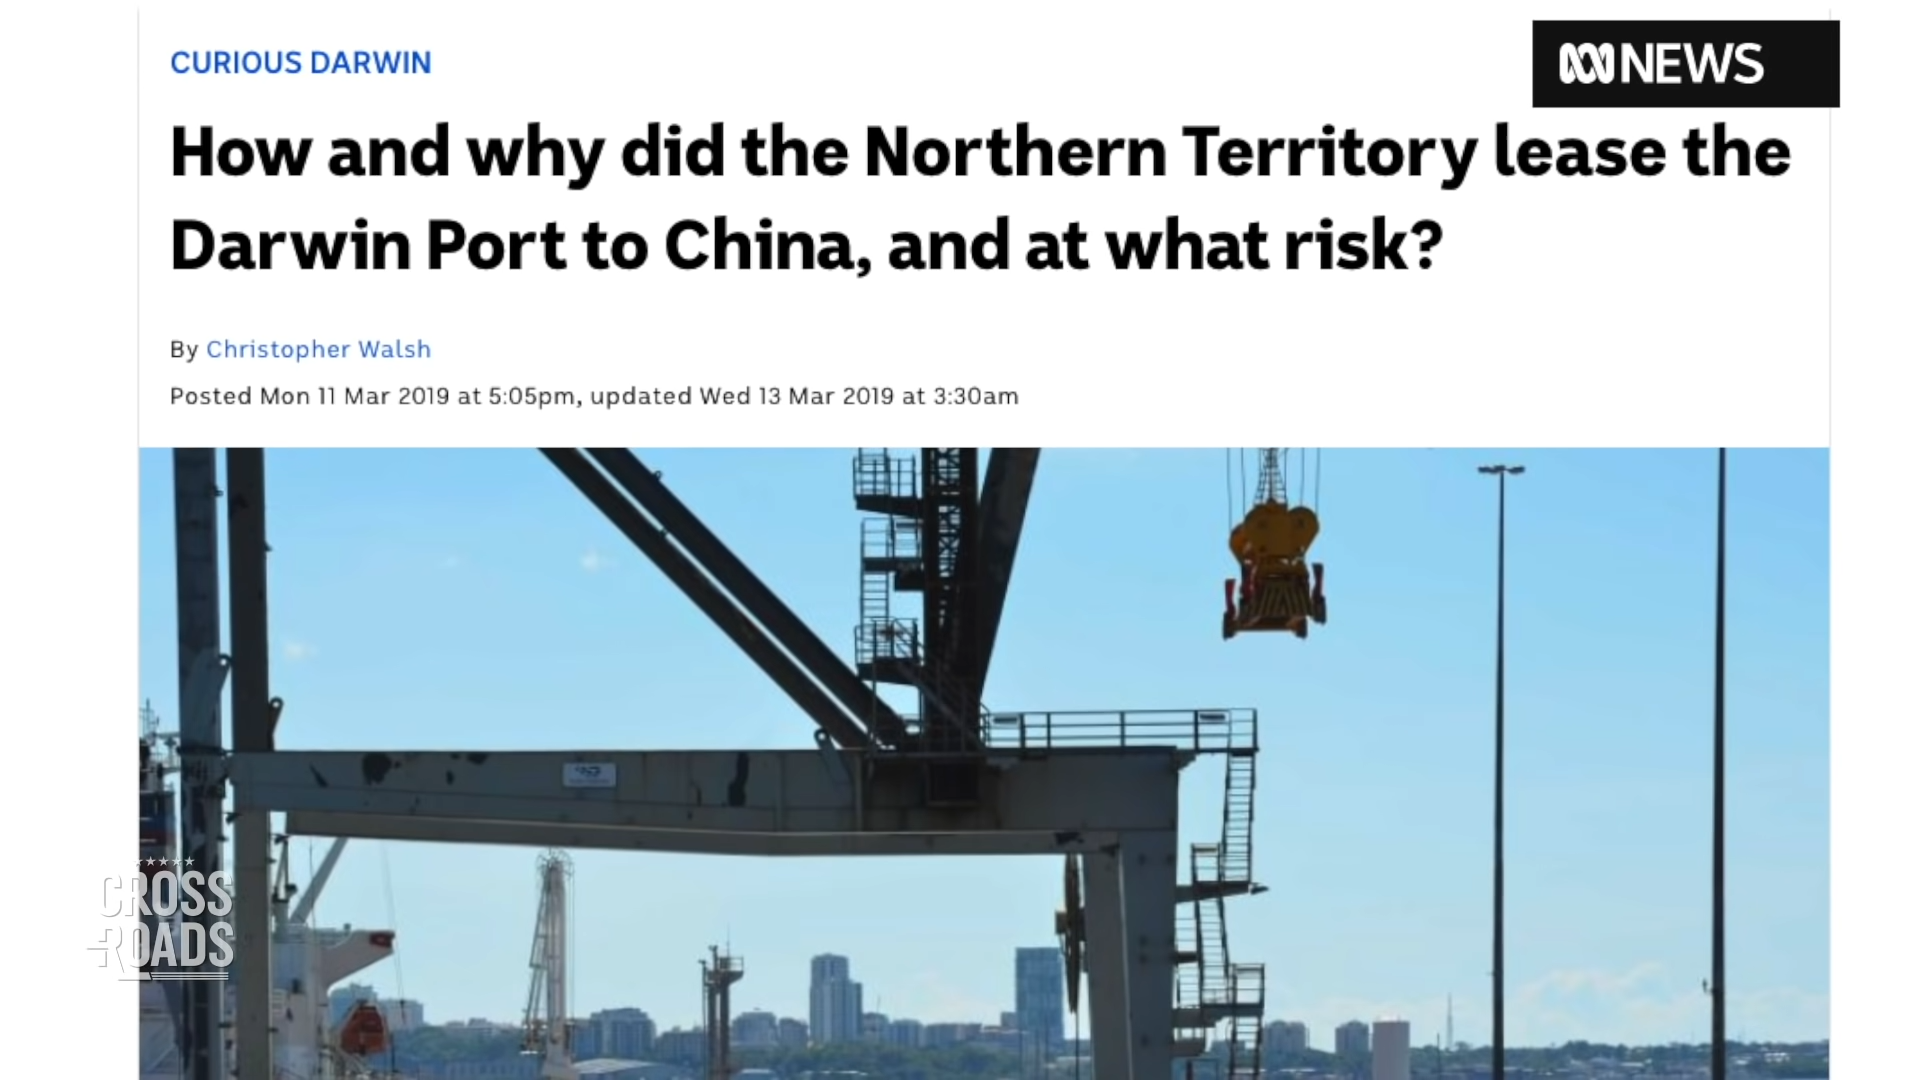 CURIOUS DARWIN
NEWS
How and why did the Northern Territory lease the
Darwin Port to China, and at what risk?
By Christopher Walsh
Posted Mon 11 Mar 2019 at 5:05pm, updated Wed 13 Mar 2019 at 3:30am
CROSS
ROADS